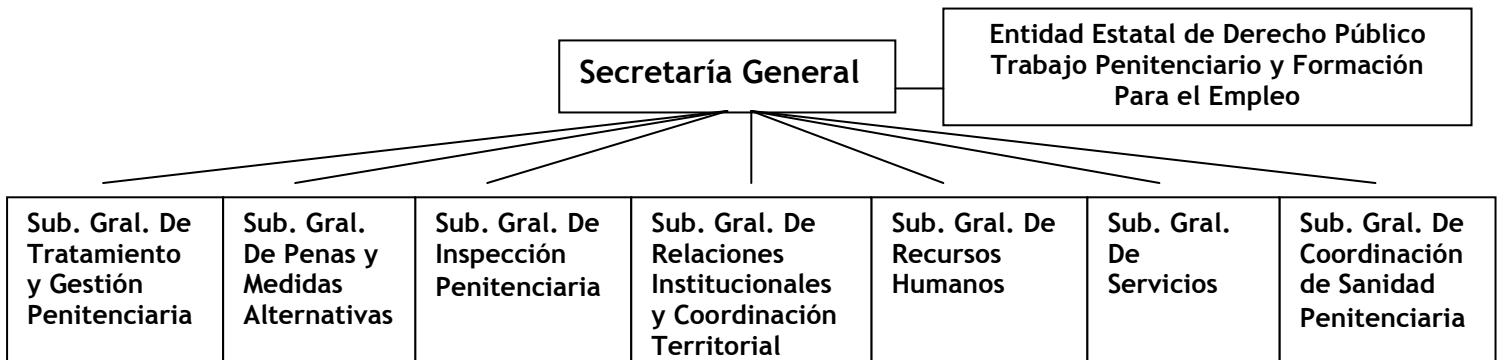 Secretaría General
Entidad Estatal de Derecho Público
Trabajo Penitenciario y Formación
Para el Empleo
Sub. Gral. De
Tratamiento
y Gestión
Penitenciaria
Sub. Gral.
De Penas y
Medidas
Alternativas
Sub. Gral. De
Inspección
Penitenciaria
Sub. Gral. De
Relaciones
Institucionales
y Coordinación
Territorial
Sub. Gral. De
Recursos
Humanos
Sub. Gral.
De
Servicios
Sub. Gral. De
Coordinación
de Sanidad
Penitenciaria